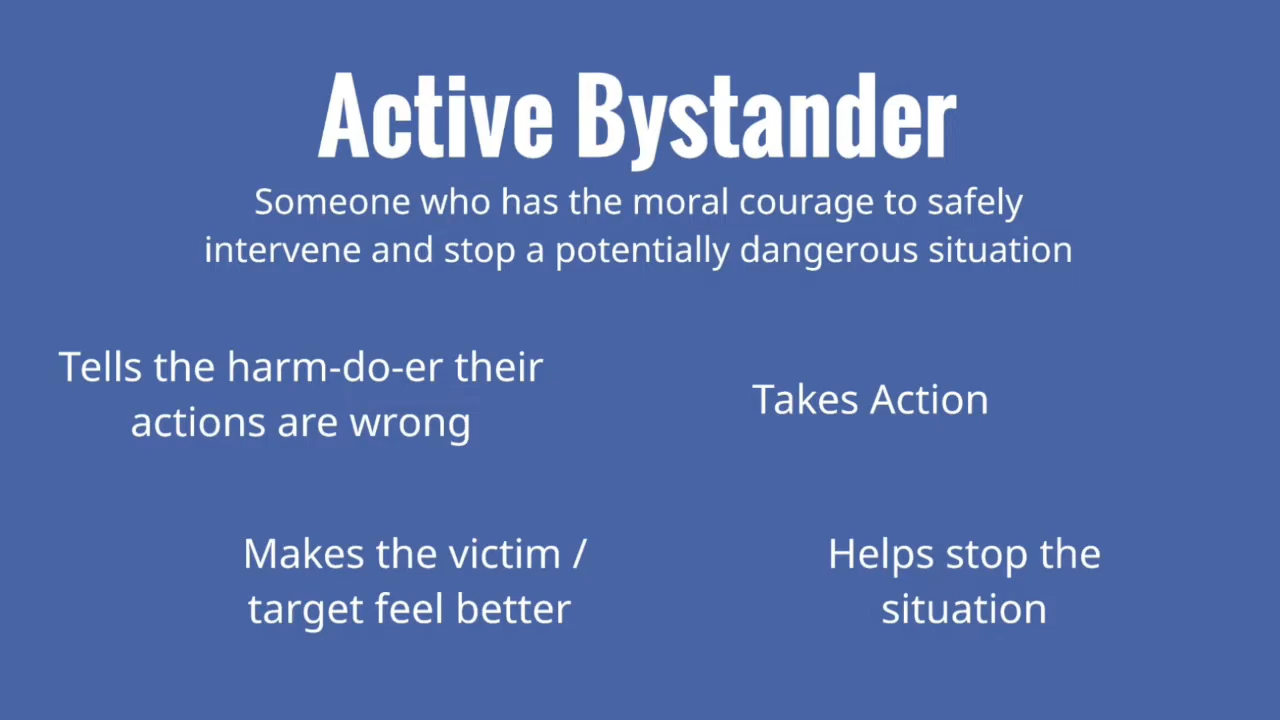 Active Bystander
Someone who has the moral courage to safely
intervene and stop a potentially dangerous situation
Tells the harm-do-er their
actions are wrong
Takes Action
Makes the victim /
target feel better
Helps stop the
situation